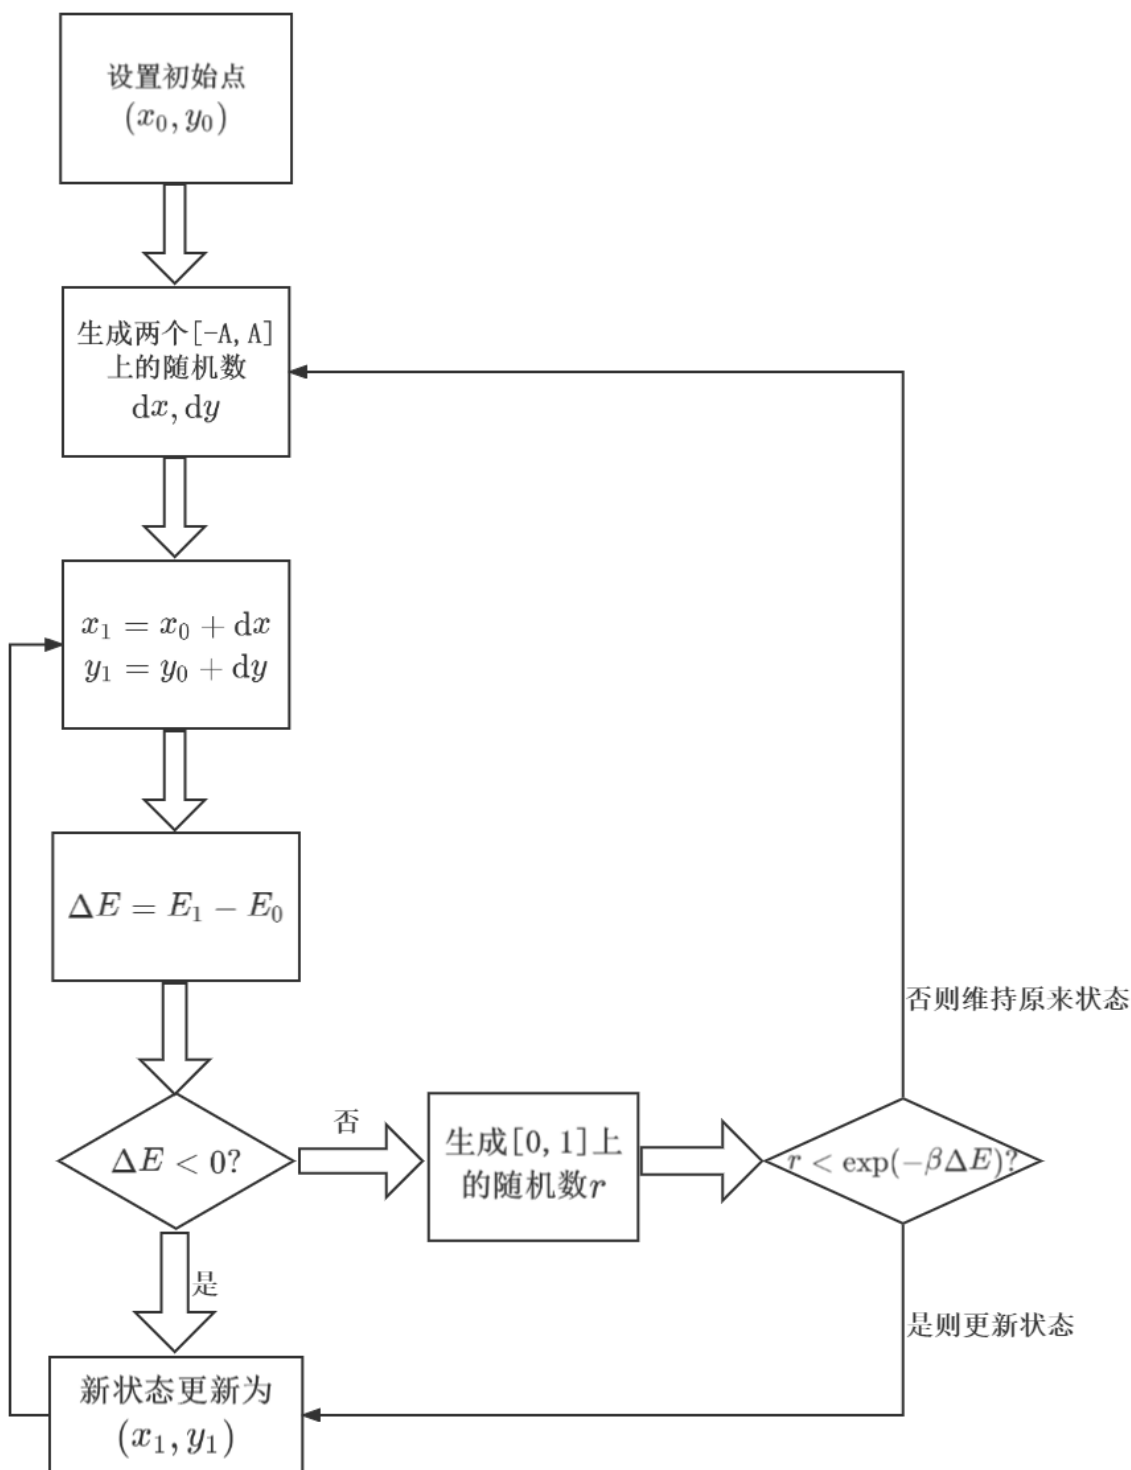 设置初始点
(x₀, y₀)
生成两个[-A, A]
上的随机数
dx, dy
x₁ = x₀ + dx
y₁ = y₀ + dy
ΔE = E₁ − E₀
否则维持原来状态
ΔE < 0?
否
生成[0, 1]上
的随机数r
r < exp(−βΔE)?
是
是则更新状态
新状态更新为
(x₁, y₁)